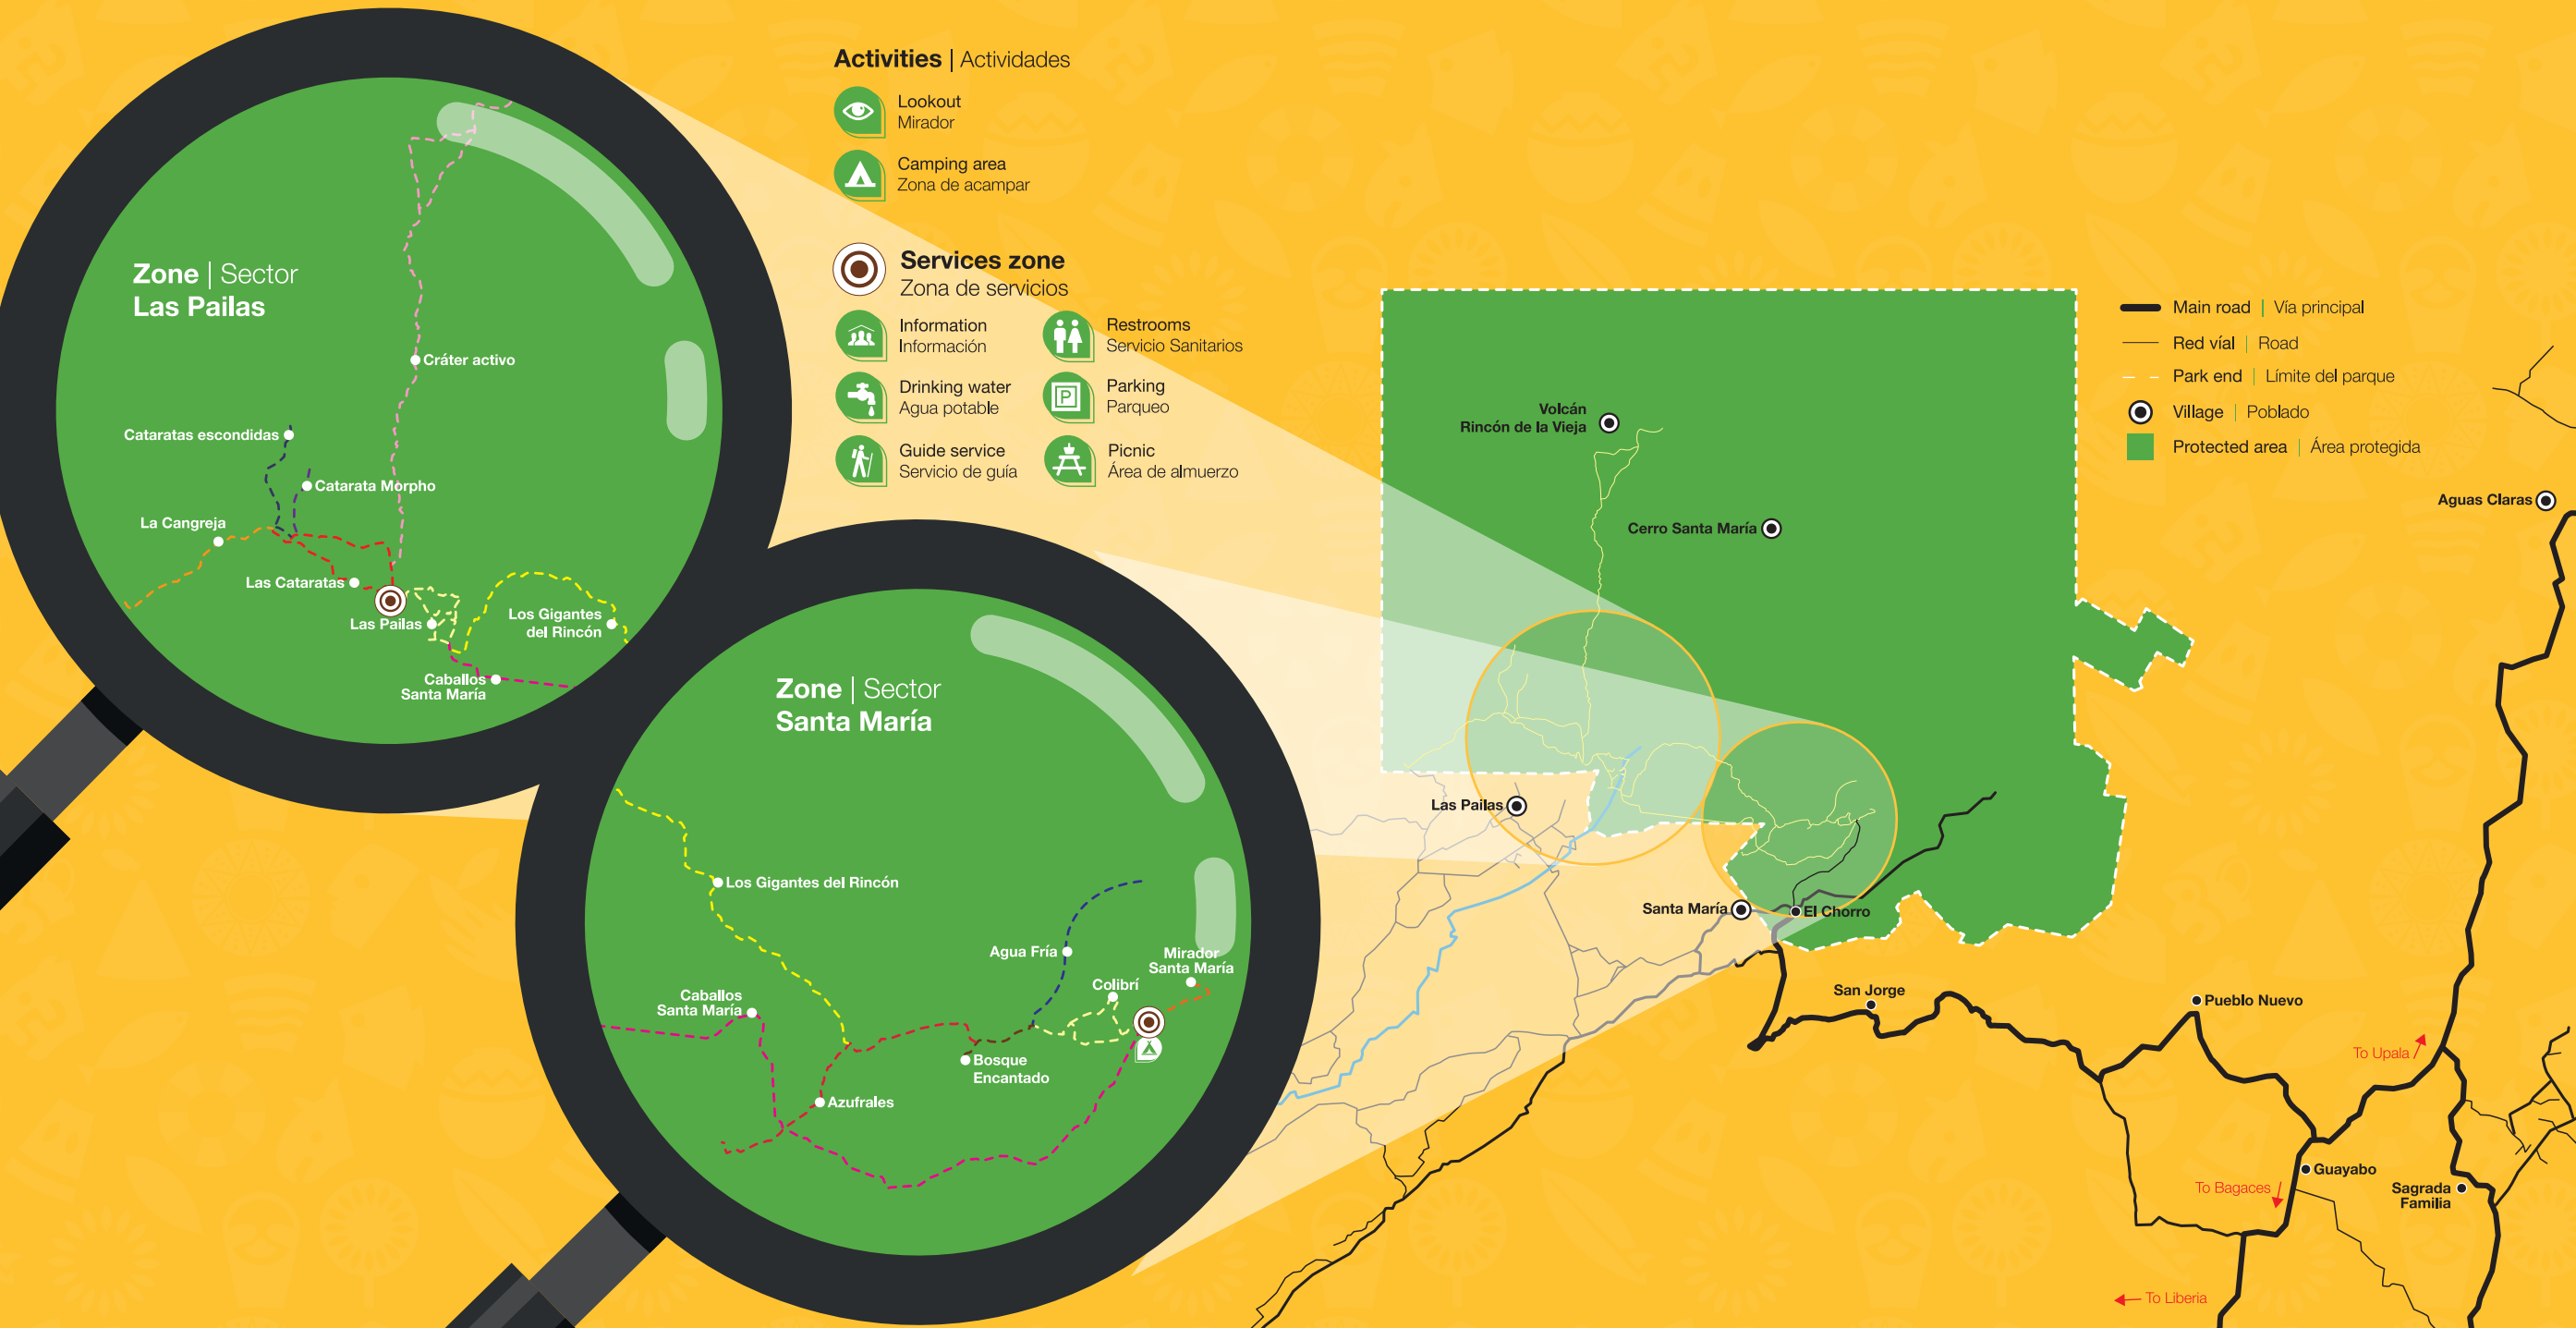 Activities | Actividades
Lookout
Mirador
Camping area
Zona de acampar
Services zone
Zona de servicios
Information
Información
Restrooms
Servicio Sanitarios
Drinking water
Agua potable
Parking
Parqueo
P
Guide service
Servicio de guía
Picnic
Área de almuerzo
Zone | Sector
Las Pailas
Cráter activo
Cataratas escondidas
Catarata Morpho
La Cangreja
Las Cataratas
Las Pailas
Los Gigantes
del Rincón
Caballos
Santa María
Zone | Sector
Santa María
Los Gigantes del Rincón
Agua Fría
Mirador
Santa María
Colibrí
Caballos
Santa María
Bosque
Encantado
Azufrales
Main road | Vía principal
Red víal | Road
Park end | Límite del parque
Village | Poblado
Protected area | Área protegida
Volcán
Rincón de la Vieja
Cerro Santa María
Aguas Claras
Las Pailas
Santa María
El Chorro
San Jorge
Pueblo Nuevo
To Upala
Guayabo
To Bagaces
Sagrada
Familia
To Liberia